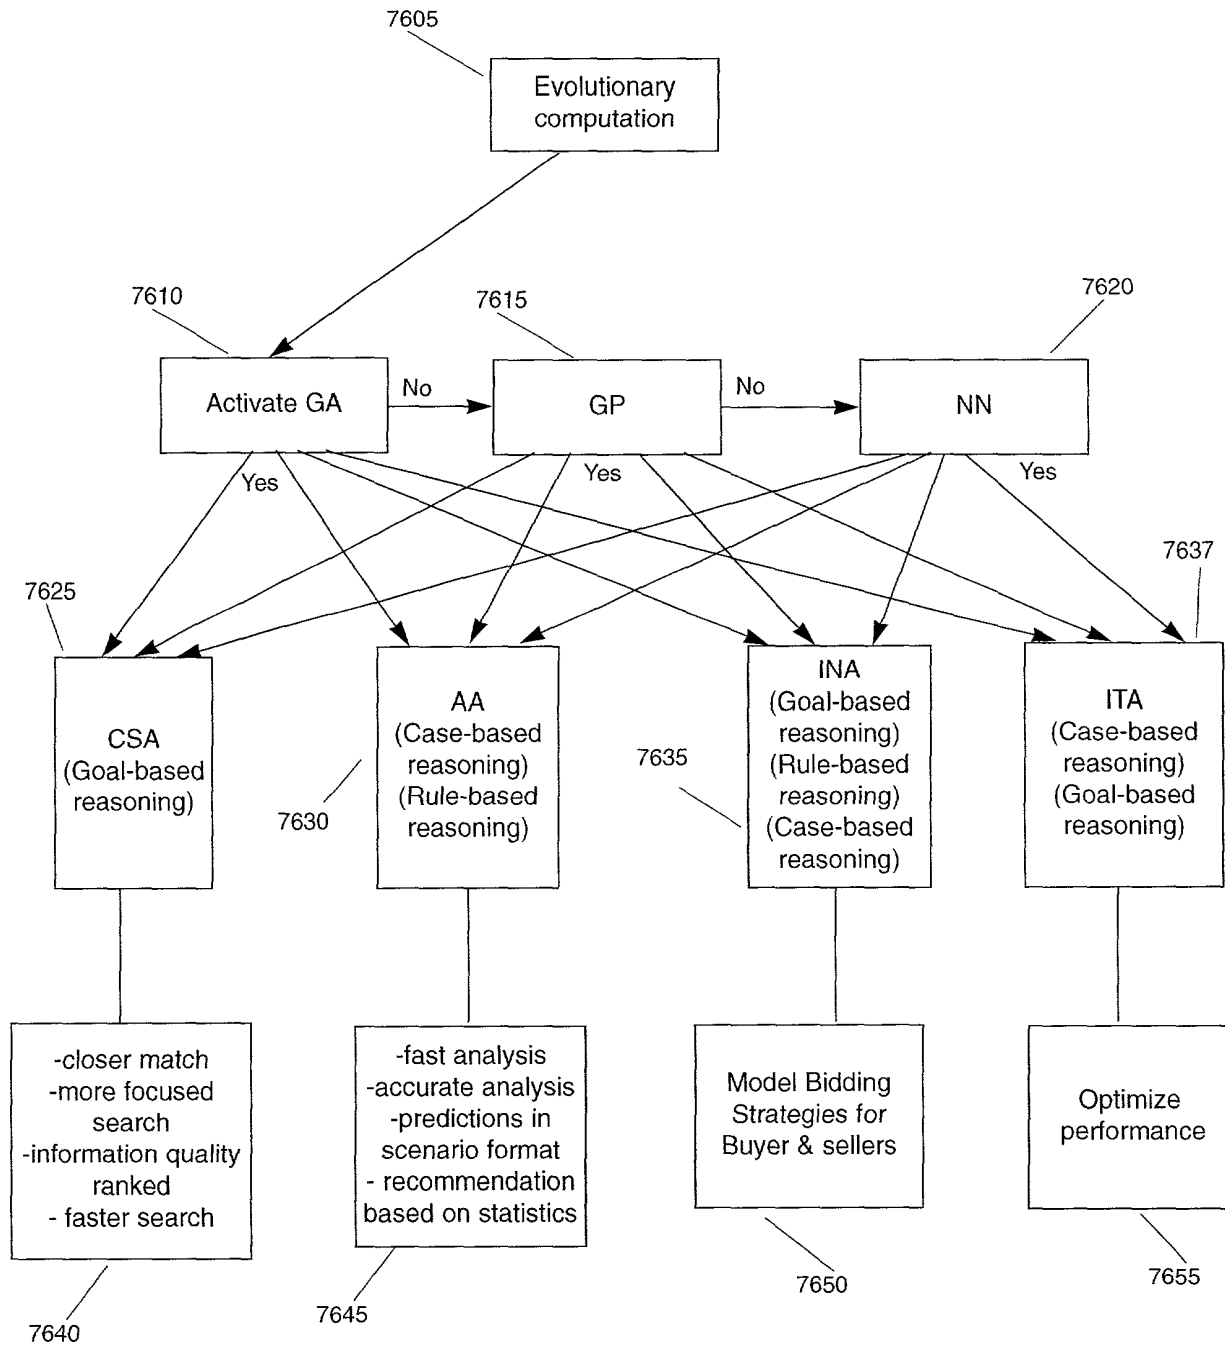 7605
Evolutionary
computation
7610
7615
7620
Activate GA
No
GP
No
NN
Yes
Yes
Yes
7625
7637
CSA
(Goal-based
reasoning)
7630
AA
(Case-based
reasoning)
(Rule-based
reasoning)
7635
INA
(Goal-based
reasoning)
(Rule-based
reasoning)
(Case-based
reasoning)
ITA
(Case-based
reasoning)
(Goal-based
reasoning)
-closer match
-more focused
search
-information quality
ranked
- faster search
-fast analysis
-accurate analysis
-predictions in
scenario format
- recommendation
based on statistics
Model Bidding
Strategies for
Buyer & sellers
Optimize
performance
7640
7645
7650
7655